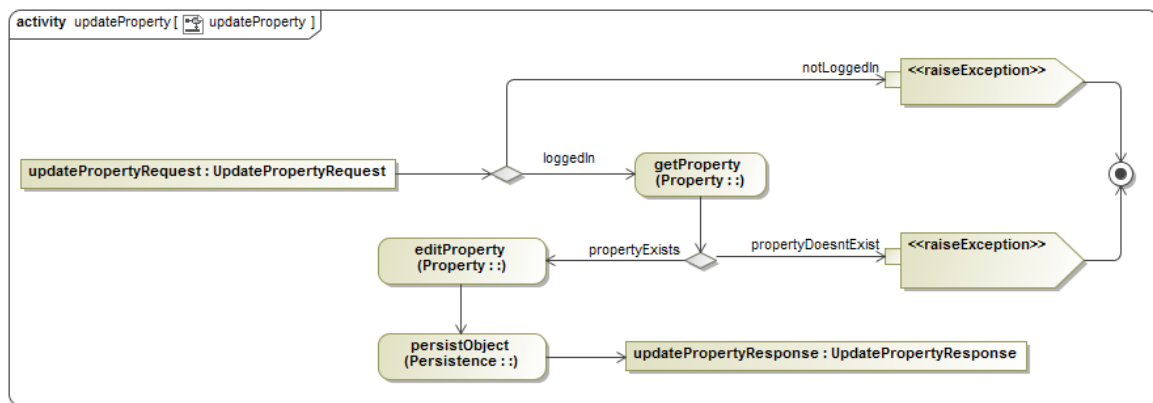 activity updateProperty [ updateProperty ]
notLoggedIn
<<raiseException>>
updatePropertyRequest : UpdatePropertyRequest
loggedIn
getProperty
(Property : :)
editProperty
(Property : :)
propertyExists
propertyDoesntExist
<<raiseException>>
persistObject
(Persistence : :)
updatePropertyResponse : UpdatePropertyResponse